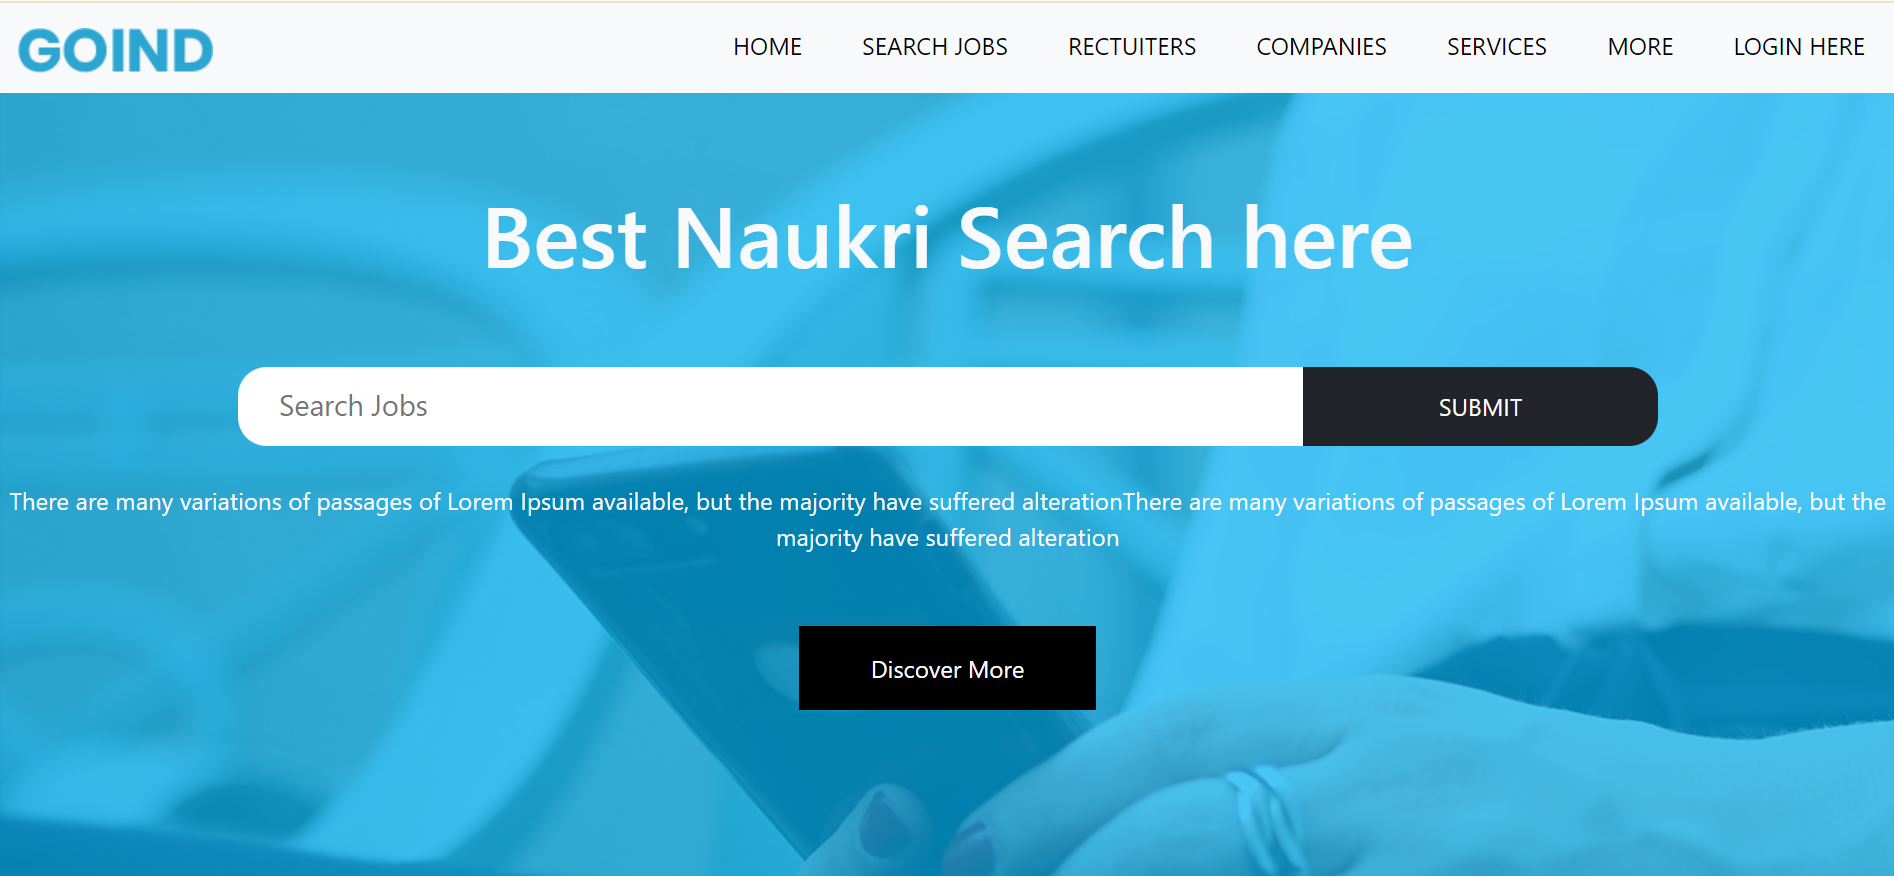 GOIND
HOME SEARCH JOBS RECTUITERS COMPANIES SERVICES MORE LOGIN HERE
Best Naukri Search here
Search Jobs SUBMIT
There are many variations of passages of Lorem Ipsum available, but the majority have suffered alterationThere are many variations of passages of Lorem Ipsum available, but the
majority have suffered alteration
Discover More